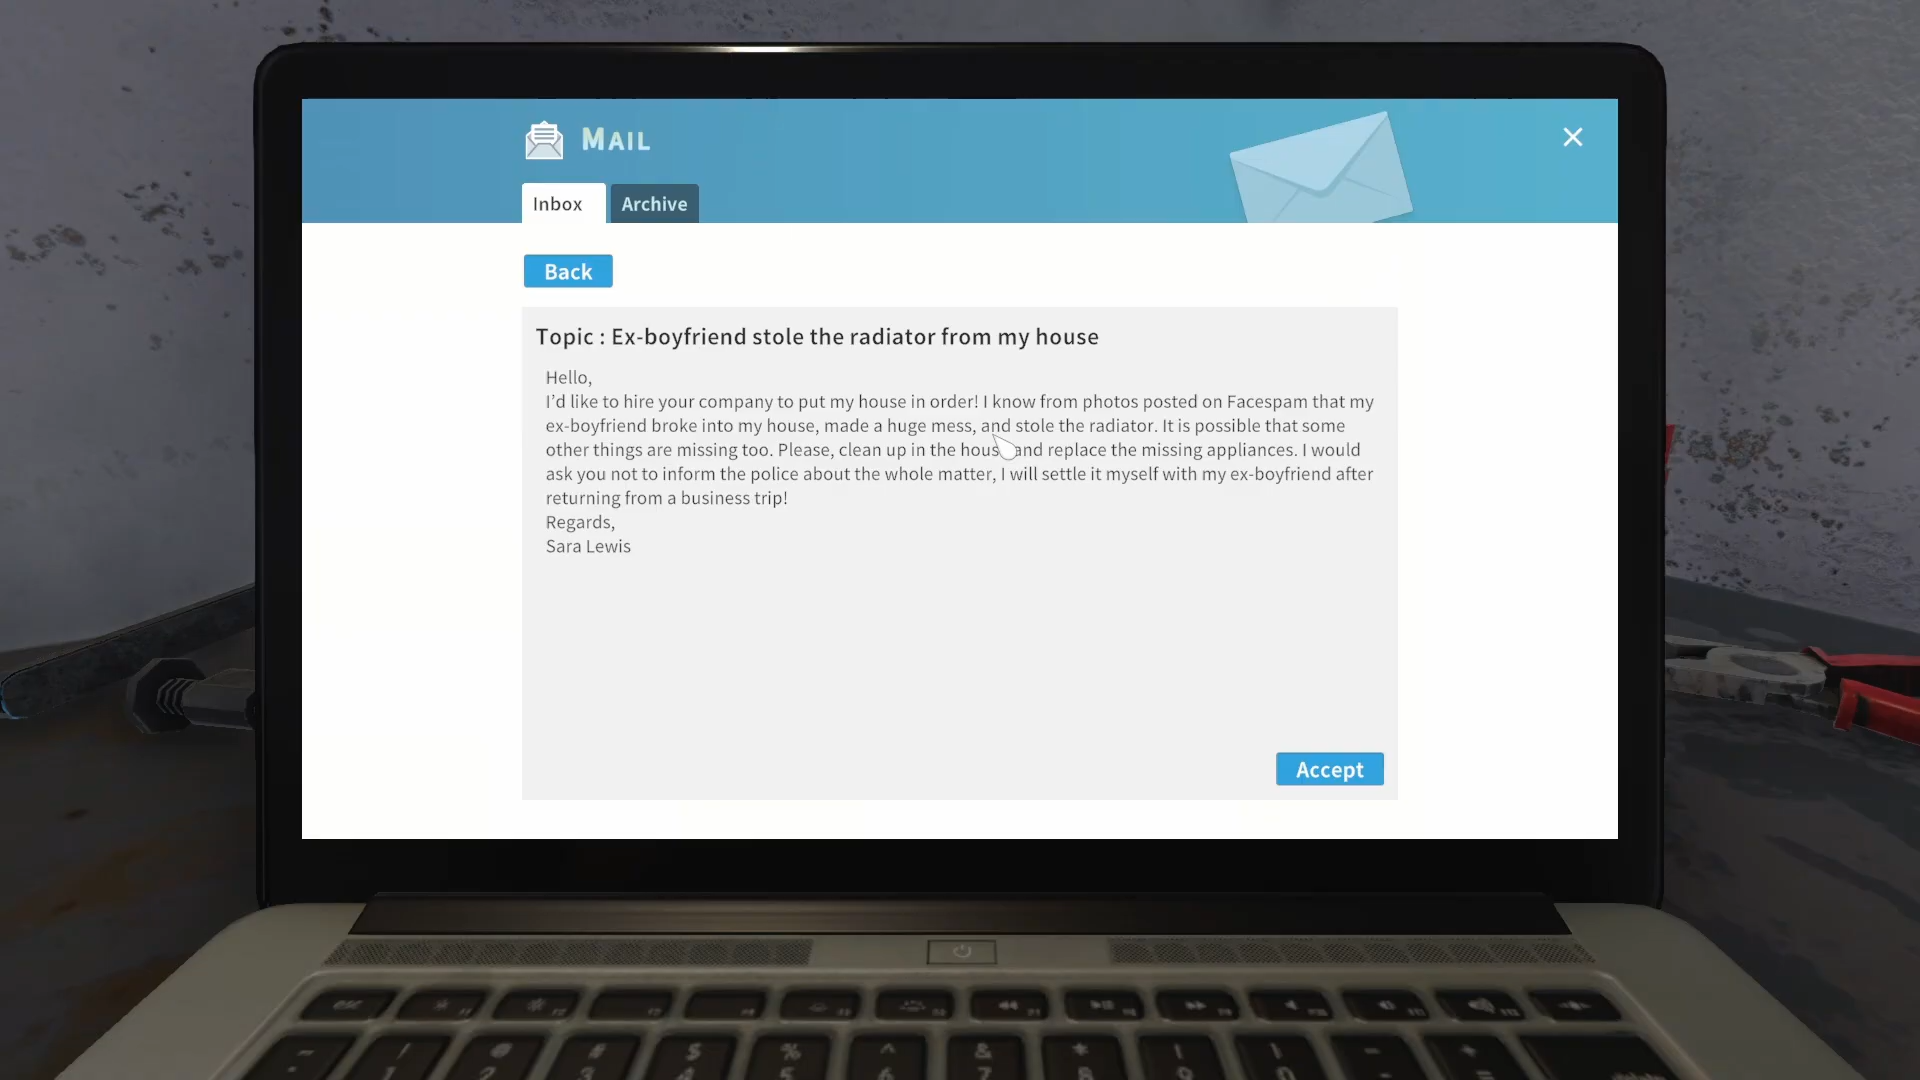 MAIL
Inbox
Archive
Back
Topic : Ex-boyfriend stole the radiator from my house
Hello,
I'd like to hire your company to put my house in order! I know from photos posted on Facespam that my
ex-boyfriend broke into my house, made a huge mess, and stole the radiator. It is possible that some
other things are missing too. Please, clean up in the house and replace the missing appliances. I would
ask you not to inform the police about the whole matter, I will settle it myself with my ex-boyfriend after
returning from a business trip!
Regards,
Sara Lewis
Accept
esc